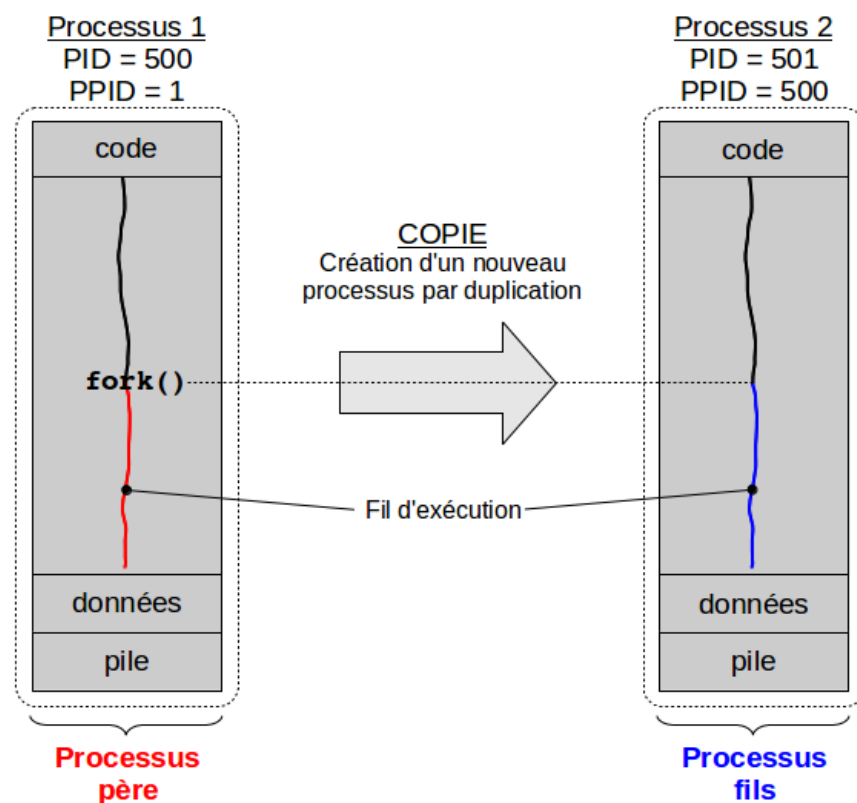 Processus 1
PID = 500
PPID = 1
Processus 2
PID = 501
PPID = 500
code
code
COPIE
Création d'un nouveau
processus par duplication
fork()
Fil d'exécution
données
données
pile
pile
Processus
père
Processus
fils